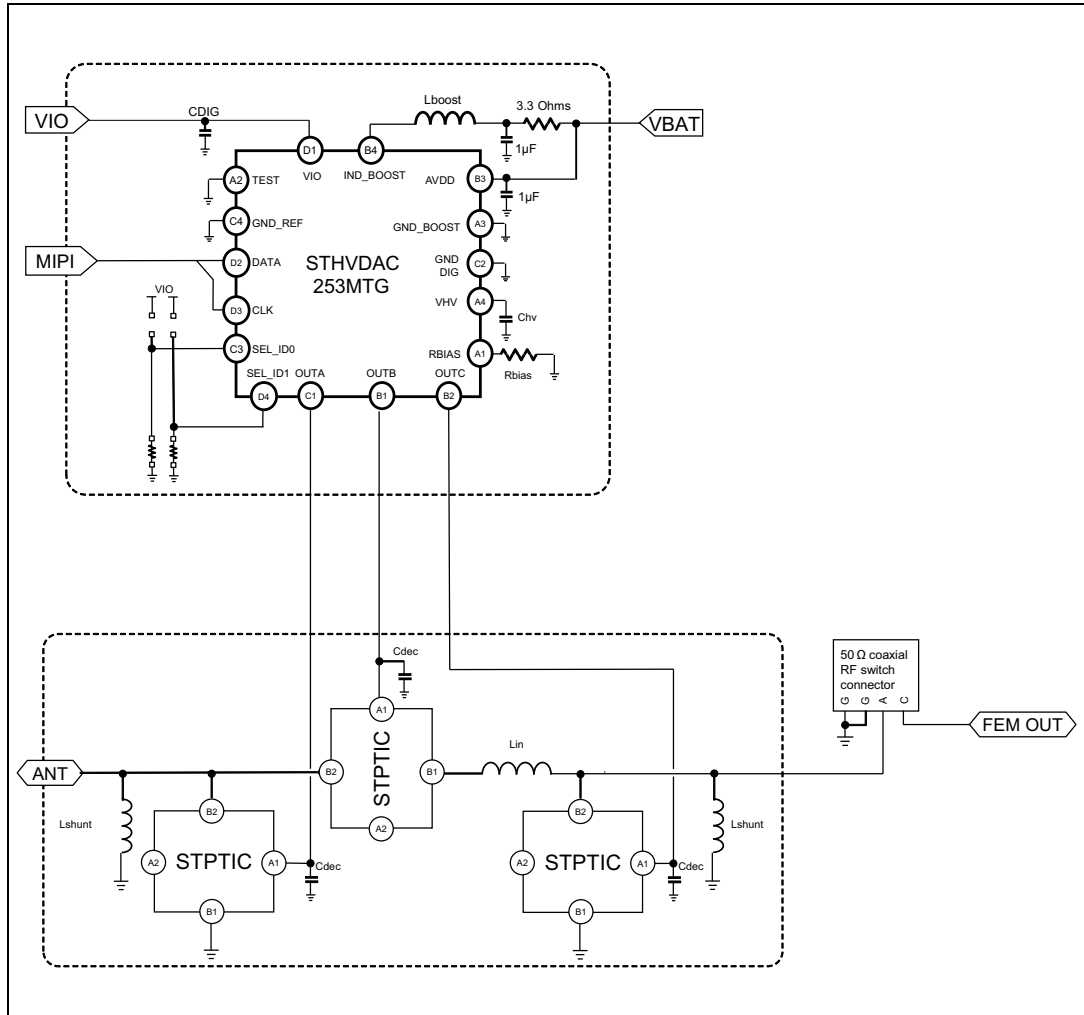 Lboost
3.3 Ohms
CDIG
VIO
VBAT
1µF
D1
B4
VIO
IND_BOOST
AVDD
B3
A2
TEST
1µF
C4
GND_REF
GND_BOOST
A3
MIPI
D2
DATA
STHVDAC
253MTG
GND
DIG
C2
VIO
D3
CLK
VHV
A4
Chv
C3
SEL_ID0
RBIAS
A1
Rbias
SEL_ID1
OUTA
OUTB
OUTC
D4
C1
B1
B2
Cdec
50 Ω coaxial
RF switch
connector
G
G
A
C
A1
FEM OUT
Lin
ANT
B2
STPTIC
B1
B2
A2
B2
Lshunt
Lshunt
A2
STPTIC
A1
Cdec
A2
STPTIC
A1
Cdec
B1
B1